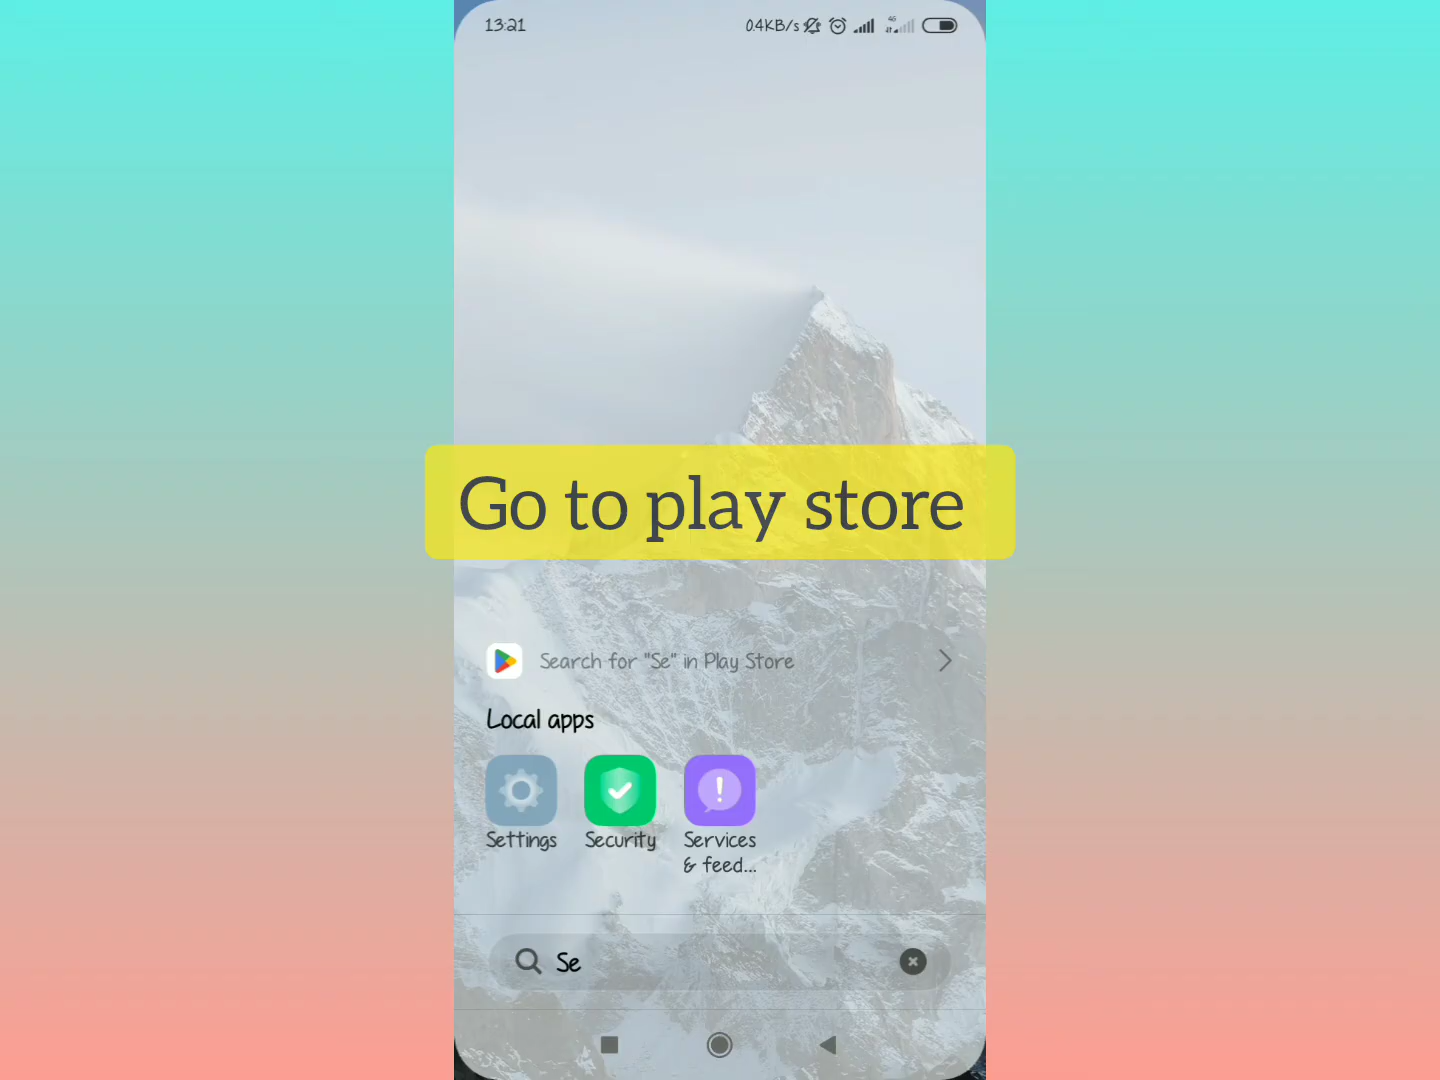 13:21
0.4KB/s
4G
Go to play store
Search for "Se" in Play Store
Local apps
Settings
Security
Services
& feed...
Se